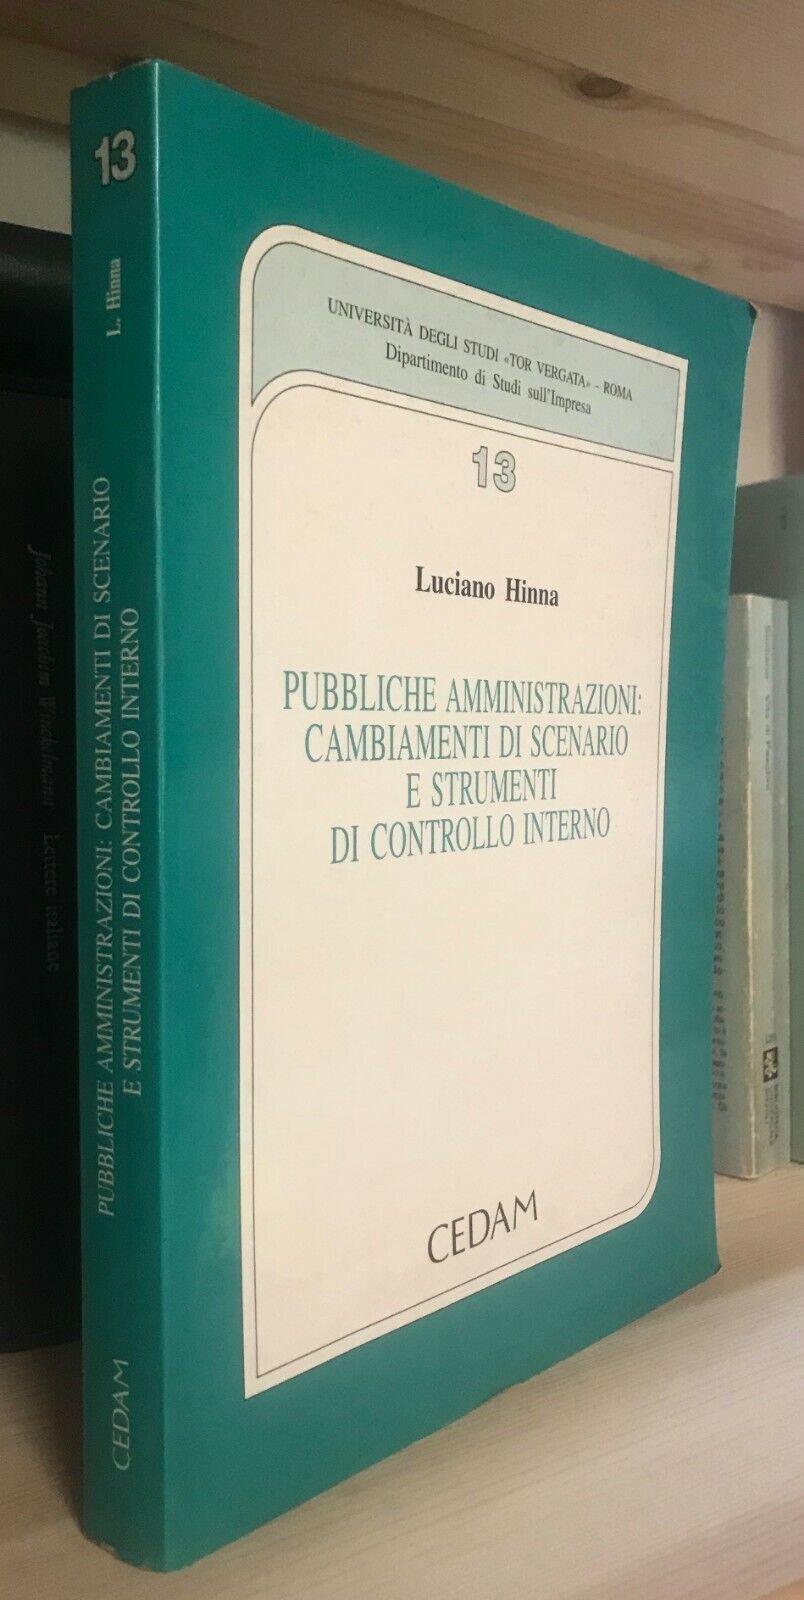 13
L. Hinna
PUBBLICHE AMMINISTRAZIONI: CAMBIAMENTI DI SCENARIO
E STRUMENTI DI CONTROLLO INTERNO
CEDAM
UNIVERSITÀ DEGLI STUDI «TOR VERGATA» - ROMA
Dipartimento di Studi sull'Impresa
13
Luciano Hinna
PUBBLICHE AMMINISTRAZIONI:
CAMBIAMENTI DI SCENARIO
E STRUMENTI
DI CONTROLLO INTERNO
CEDAM
Johann Joachim Winckelmann Lettere italiane